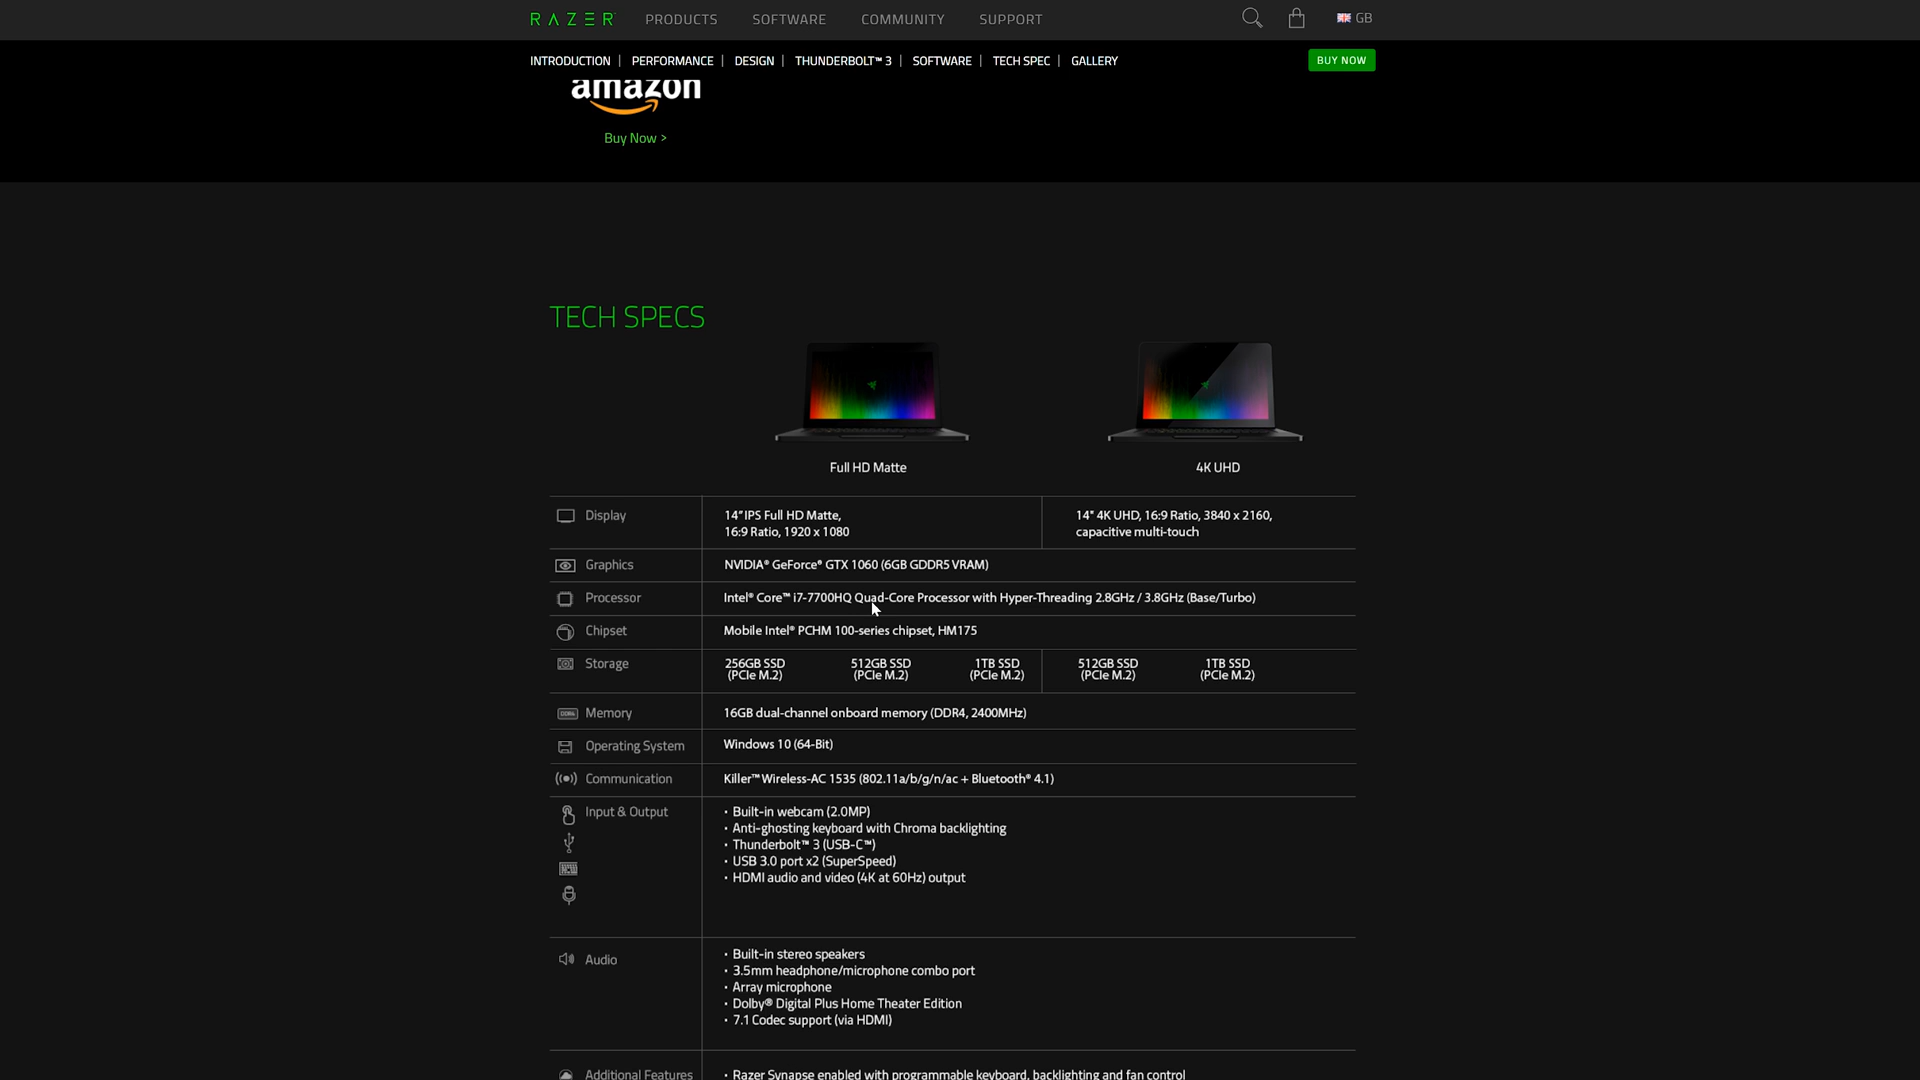 RAZER PRODUCTS SOFTWARE COMMUNITY SUPPORT GB
INTRODUCTION | PERFORMANCE | DESIGN | THUNDERBOLT™ 3 | SOFTWARE | TECH SPEC | GALLERY BUY NOW
amazon
Buy Now >
TECH SPECS
Full HD Matte 4K UHD
Display
14" IPS Full HD Matte,
16:9 Ratio, 1920 x 1080
14" 4K UHD, 16:9 Ratio, 3840 x 2160,
capacitive multi-touch
Graphics NVIDIA® GeForce® GTX 1060 (6GB GDDR5 VRAM)
Processor Intel® Core™ i7-7700HQ Quad-Core Processor with Hyper-Threading 2.8GHz / 3.8GHz (Base/Turbo)
Chipset Mobile Intel® PCHM 100-series chipset, HM175
Storage 256GB SSD 512GB SSD 1TB SSD 512GB SSD 1TB SSD
(PCIe M.2) (PCIe M.2) (PCIe M.2) (PCIe M.2) (PCIe M.2)
DDR4 Memory 16GB dual-channel onboard memory (DDR4, 2400MHz)
Operating System Windows 10 (64-Bit)
Communication Killer™ Wireless-AC 1535 (802.11a/b/g/n/ac + Bluetooth® 4.1)
Input & Output • Built-in webcam (2.0MP)
• Anti-ghosting keyboard with Chroma backlighting
• Thunderbolt™ 3 (USB-C™)
• USB 3.0 port x2 (SuperSpeed)
• HDMI audio and video (4K at 60Hz) output
Audio • Built-in stereo speakers
• 3.5mm headphone/microphone combo port
• Array microphone
• Dolby® Digital Plus Home Theater Edition
• 7.1 Codec support (via HDMI)
Additional Features • Razer Synapse enabled with programmable keyboard, backlighting and fan control